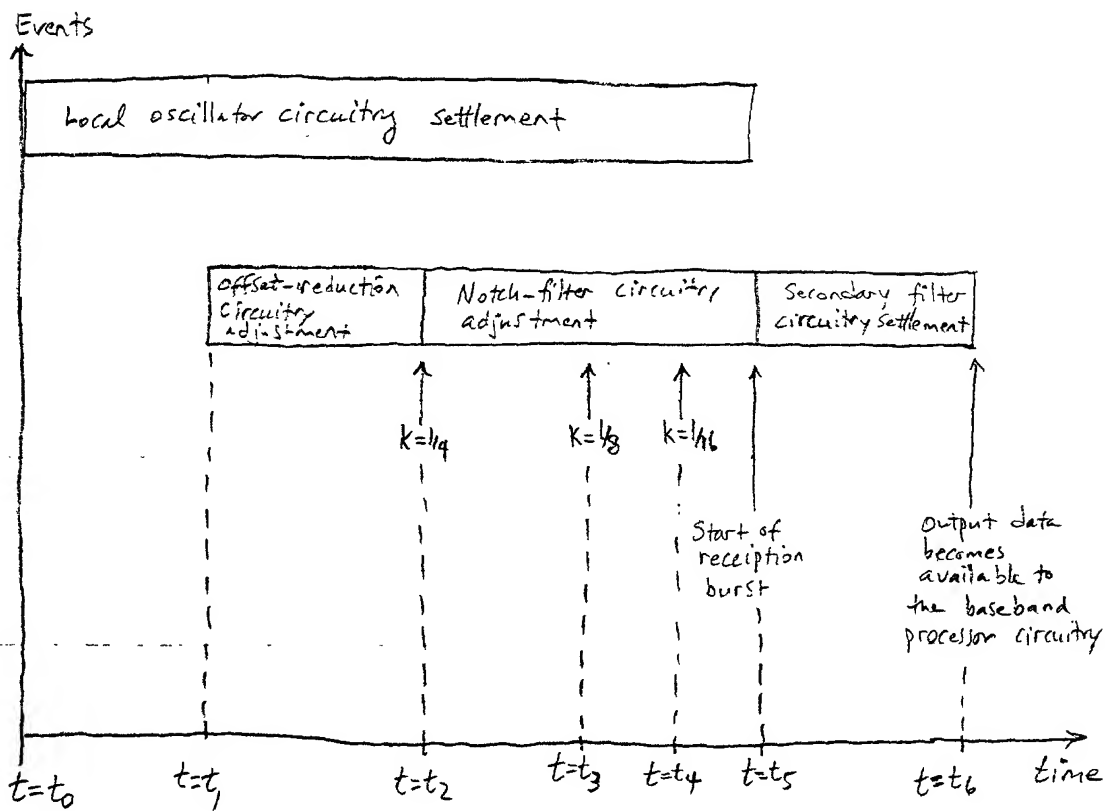 Events
Local oscillator circuitry settlement
Offset-reduction
circuitry
adjustment
Notch-filter circuitry
adjustment
Secondary filter
circuitry settlement
k=1/4
k=1/8
k=1/16
Start of
receiption
burst
Output data
becomes
available to
the baseband
processor circuitry
t=t₀
t=t₁
t=t₂
t=t₃
t=t₄
t=t₅
t=t₆
time